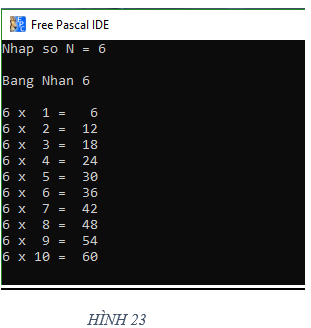 Free Pascal IDE
Nhap so N = 6
Bang Nhan 6
6 x  1 =   6
6 x  2 =  12
6 x  3 =  18
6 x  4 =  24
6 x  5 =  30
6 x  6 =  36
6 x  7 =  42
6 x  8 =  48
6 x  9 =  54
6 x 10 =  60
HÌNH 23